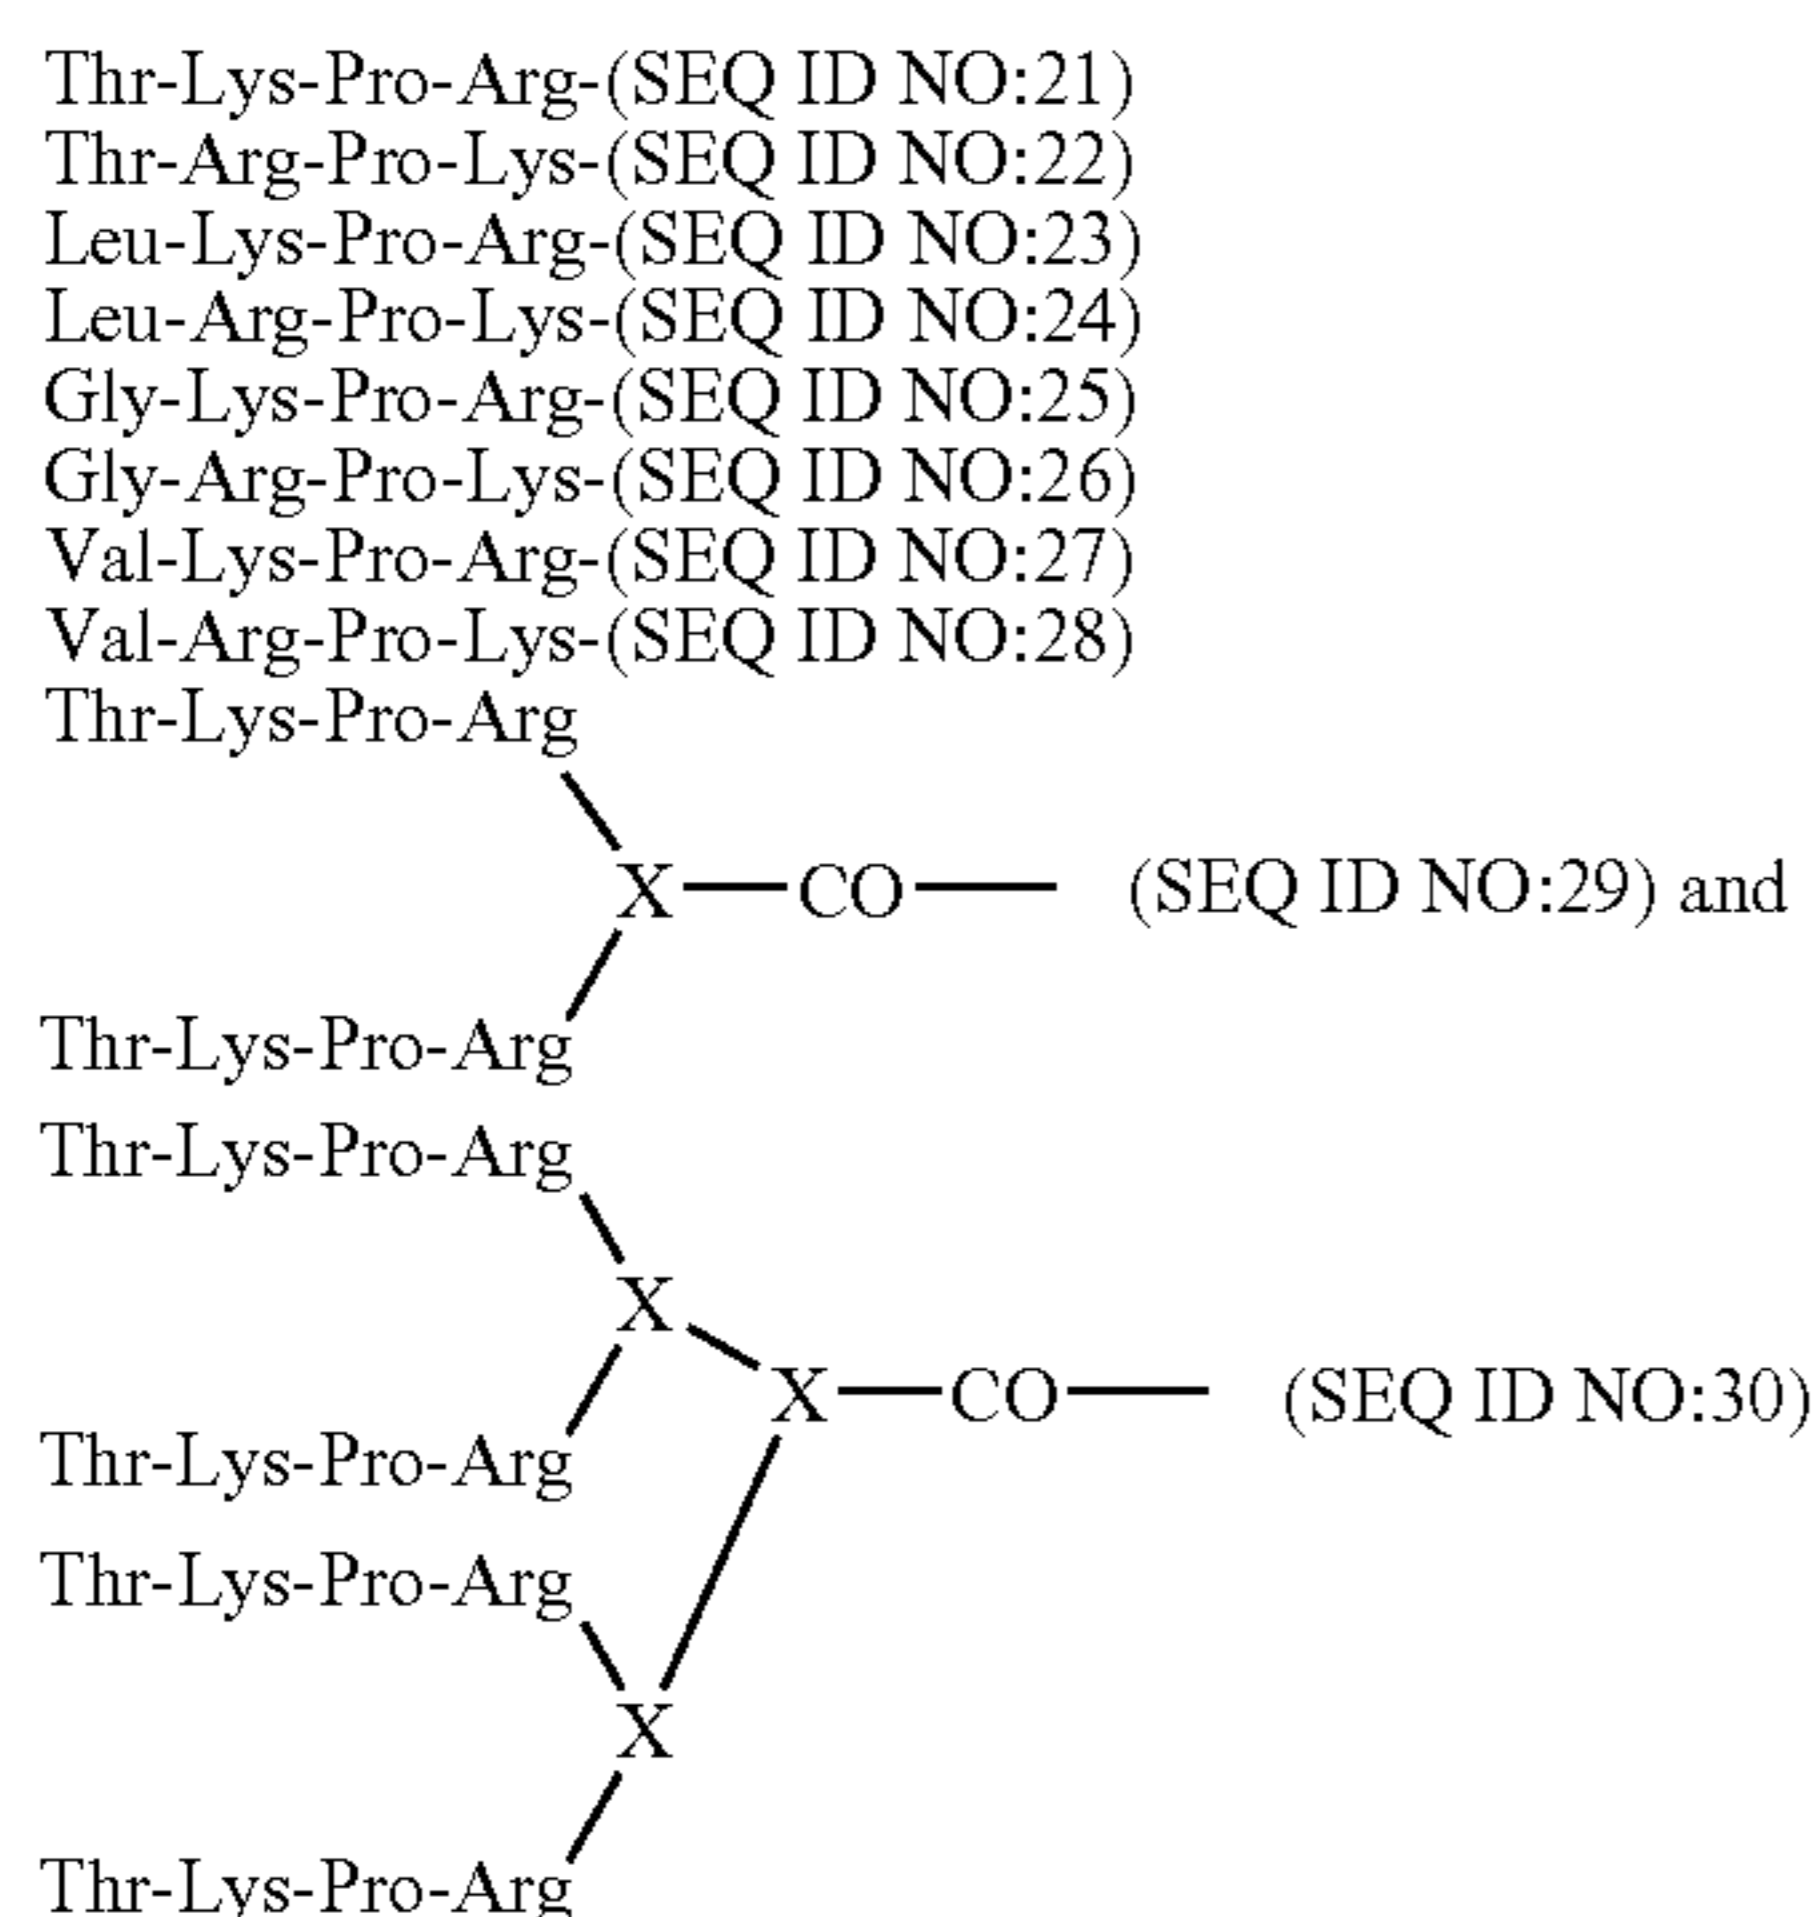 Thr-Lys-Pro-Arg-(SEQ ID NO:21)
Thr-Arg-Pro-Lys-(SEQ ID NO:22)
Leu-Lys-Pro-Arg-(SEQ ID NO:23)
Leu-Arg-Pro-Lys-(SEQ ID NO:24)
Gly-Lys-Pro-Arg-(SEQ ID NO:25)
Gly-Arg-Pro-Lys-(SEQ ID NO:26)
Val-Lys-Pro-Arg-(SEQ ID NO:27)
Val-Arg-Pro-Lys-(SEQ ID NO:28)
Thr-Lys-Pro-Arg
X—CO— (SEQ ID NO:29) and
Thr-Lys-Pro-Arg
Thr-Lys-Pro-Arg
X
X—CO— (SEQ ID NO:30)
Thr-Lys-Pro-Arg
Thr-Lys-Pro-Arg
X
Thr-Lys-Pro-Arg